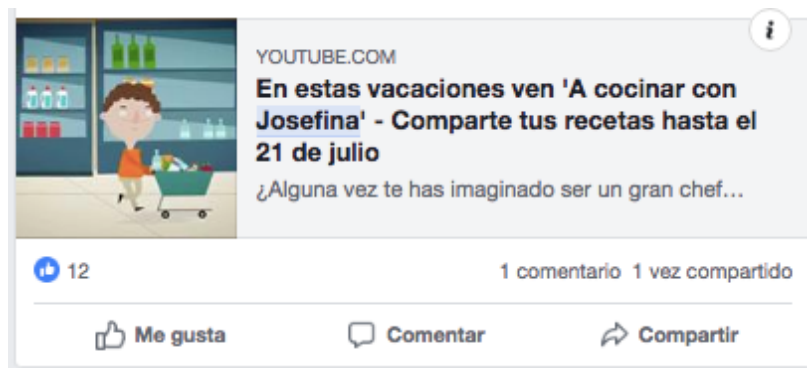 YOUTUBE.COM
En estas vacaciones ven 'A cocinar con
Josefina' - Comparte tus recetas hasta el
21 de julio
¿Alguna vez te has imaginado ser un gran chef...
12
1 comentario 1 vez compartido
Me gusta Comentar Compartir